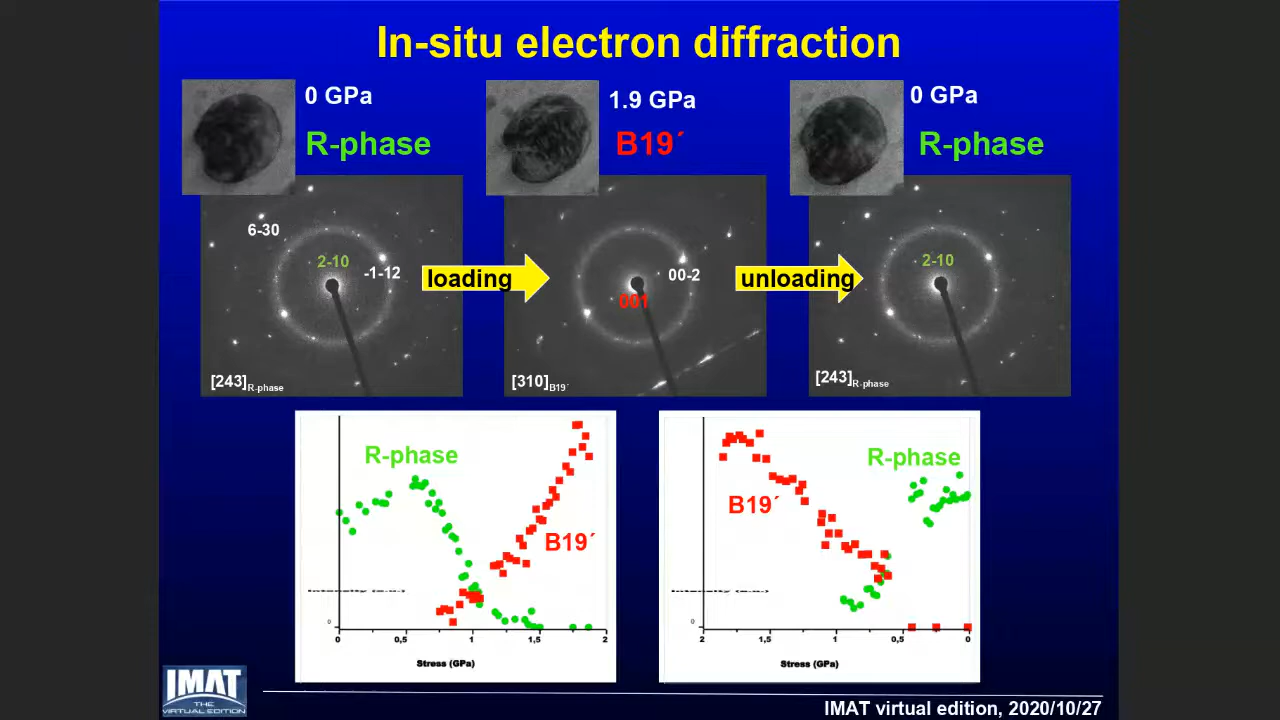 In-situ electron diffraction
0 GPa
R-phase
1.9 GPa
B19´
0 GPa
R-phase
6-30
2-10
-1-12
[243]R-phase
loading
00-2
001
[310]B19´
unloading
2-10
[243]R-phase
R-phase
B19´
0
0 0,5 1 1,5 2
Stress (GPa)
R-phase
B19´
0
2 1,5 1 0,5 0
Stress (GPa)
IMAT
THE
VIRTUAL EDITION
IMAT virtual edition, 2020/10/27